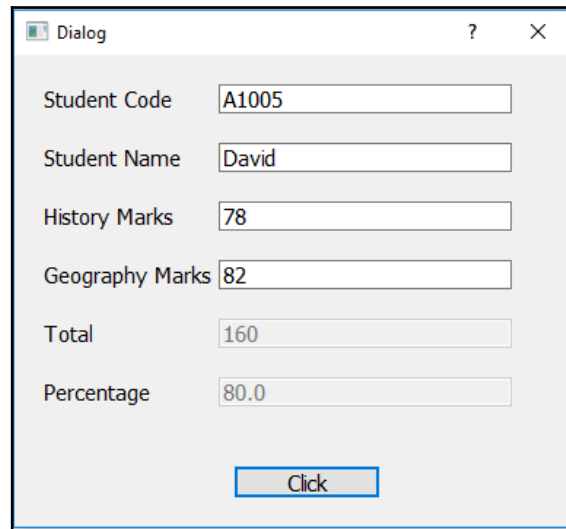 Dialog ?
Student Code A1005
Student Name David
History Marks 78
Geography Marks 82
Total 160
Percentage 80.0
Click